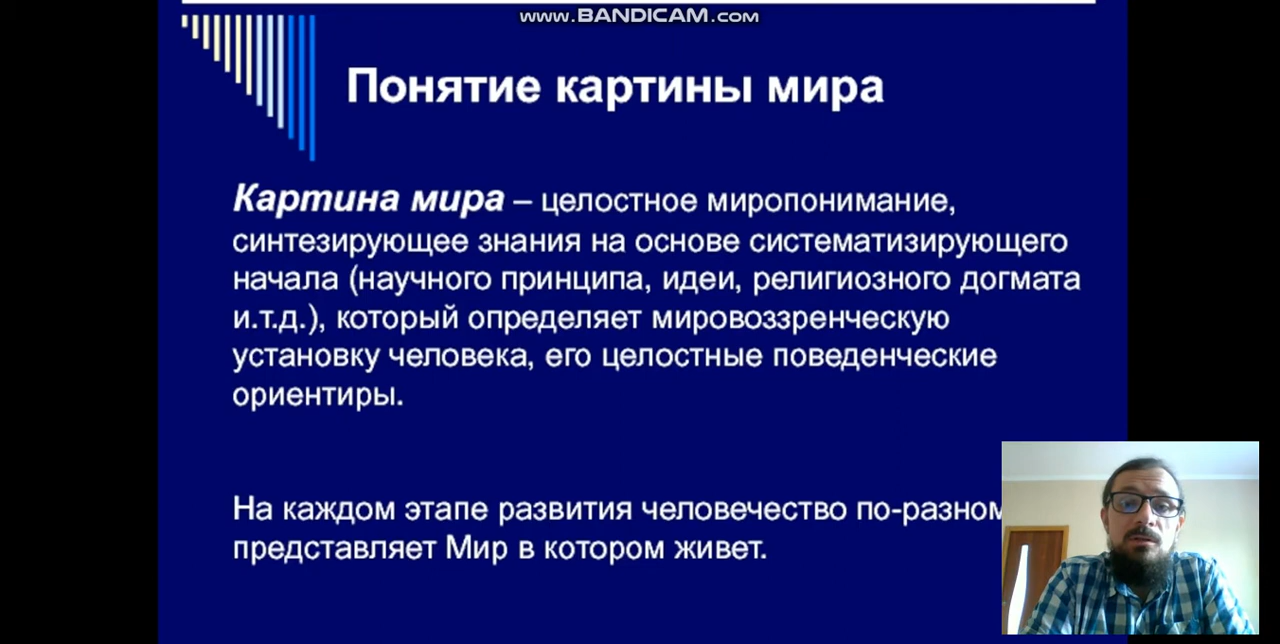 www.BANDICAM.com
Понятие картины мира
Картина мира – целостное миропонимание,
синтезирующее знания на основе систематизирующего
начала (научного принципа, идеи, религиозного догмата
и.т.д.), который определяет мировоззренческую
установку человека, его целостные поведенческие
ориентиры.
На каждом этапе развития человечество по-разном
представляет Мир в котором живет.